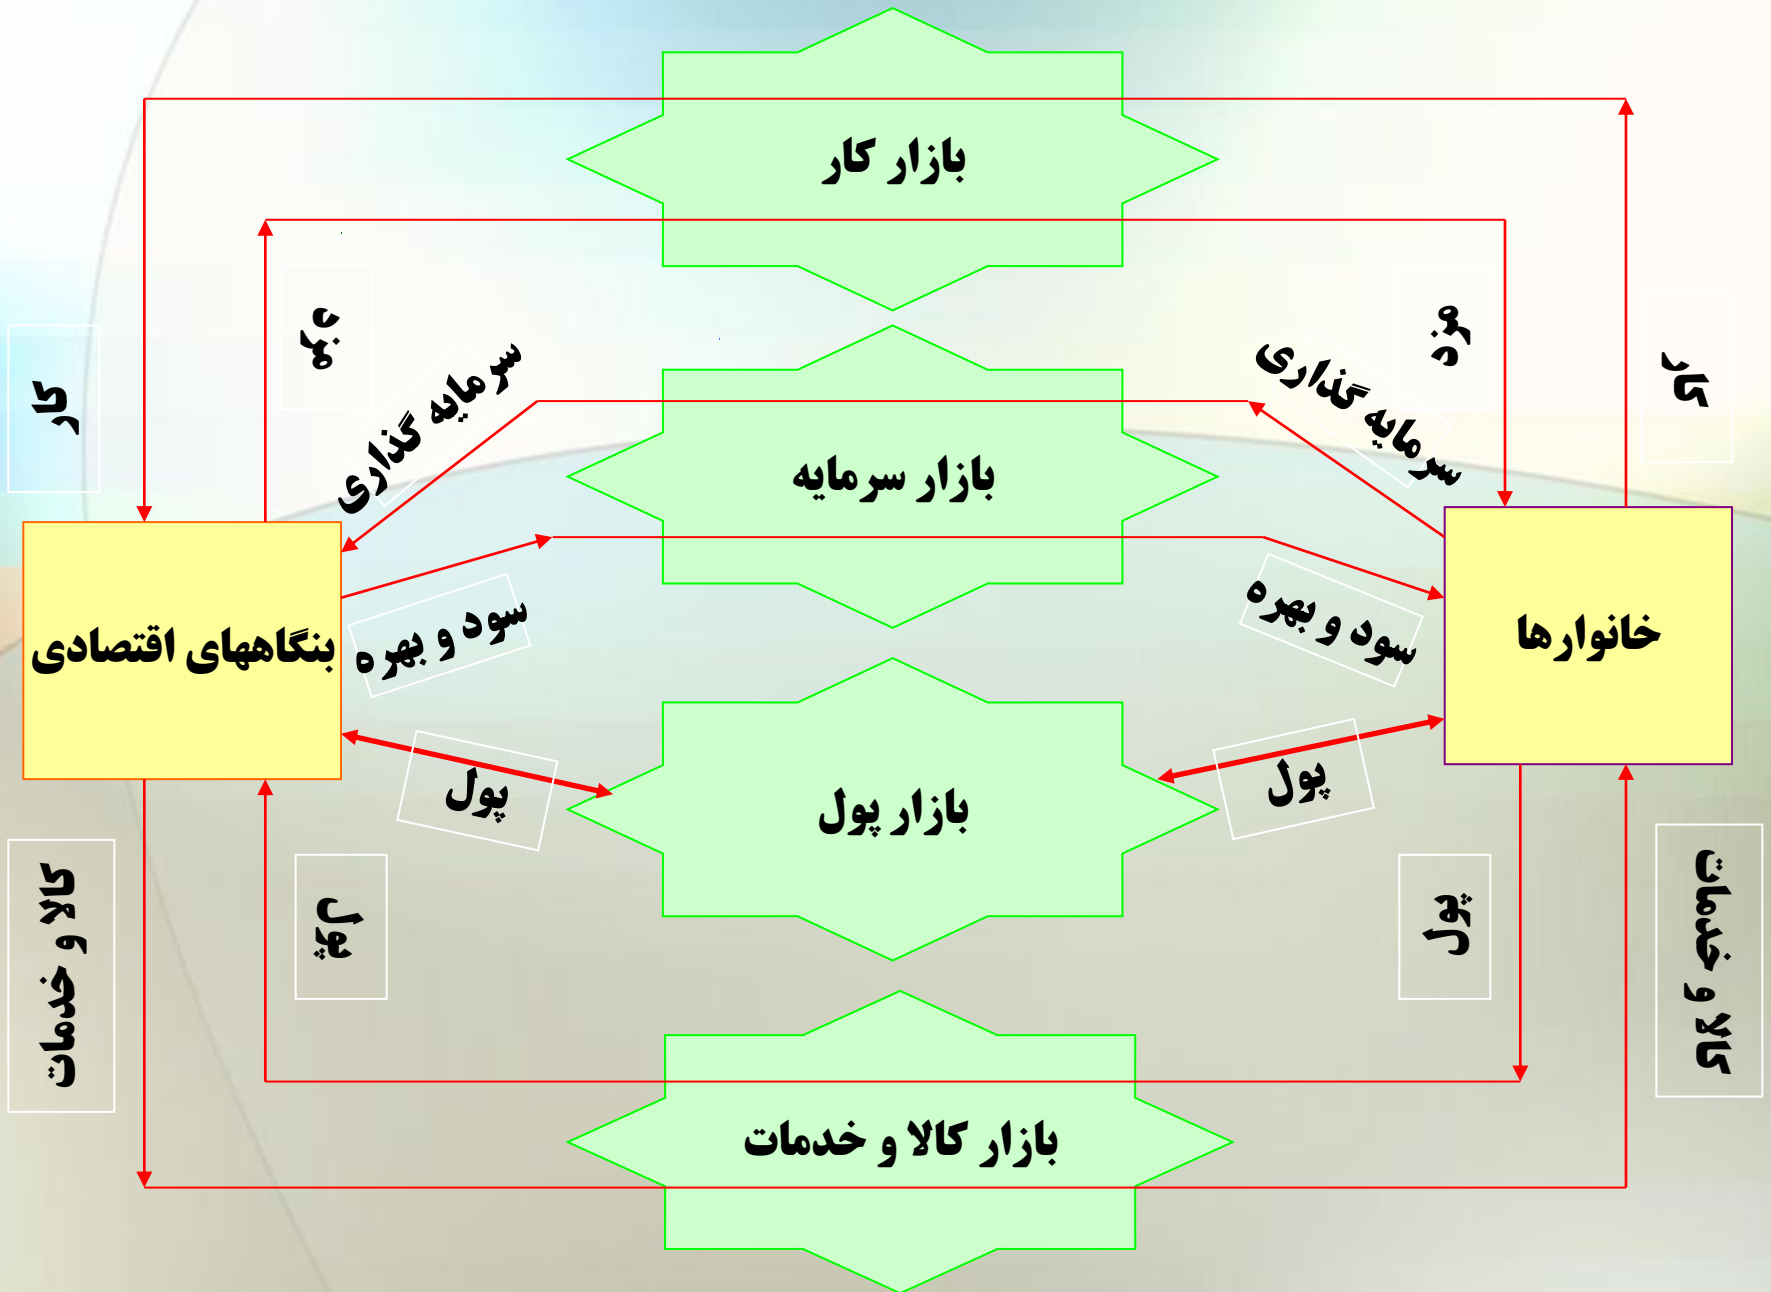 بازار کار
کار
مزد
مزد
کار
سرمایه گذاری
سرمایه گذاری
بازار سرمایه
خانوارها
بنگاههای اقتصادی
سود و بهره
سود و بهره
پول
پول
بازار پول
کالا و خدمات
پول
پول
کالا و خدمات
بازار کالا و خدمات